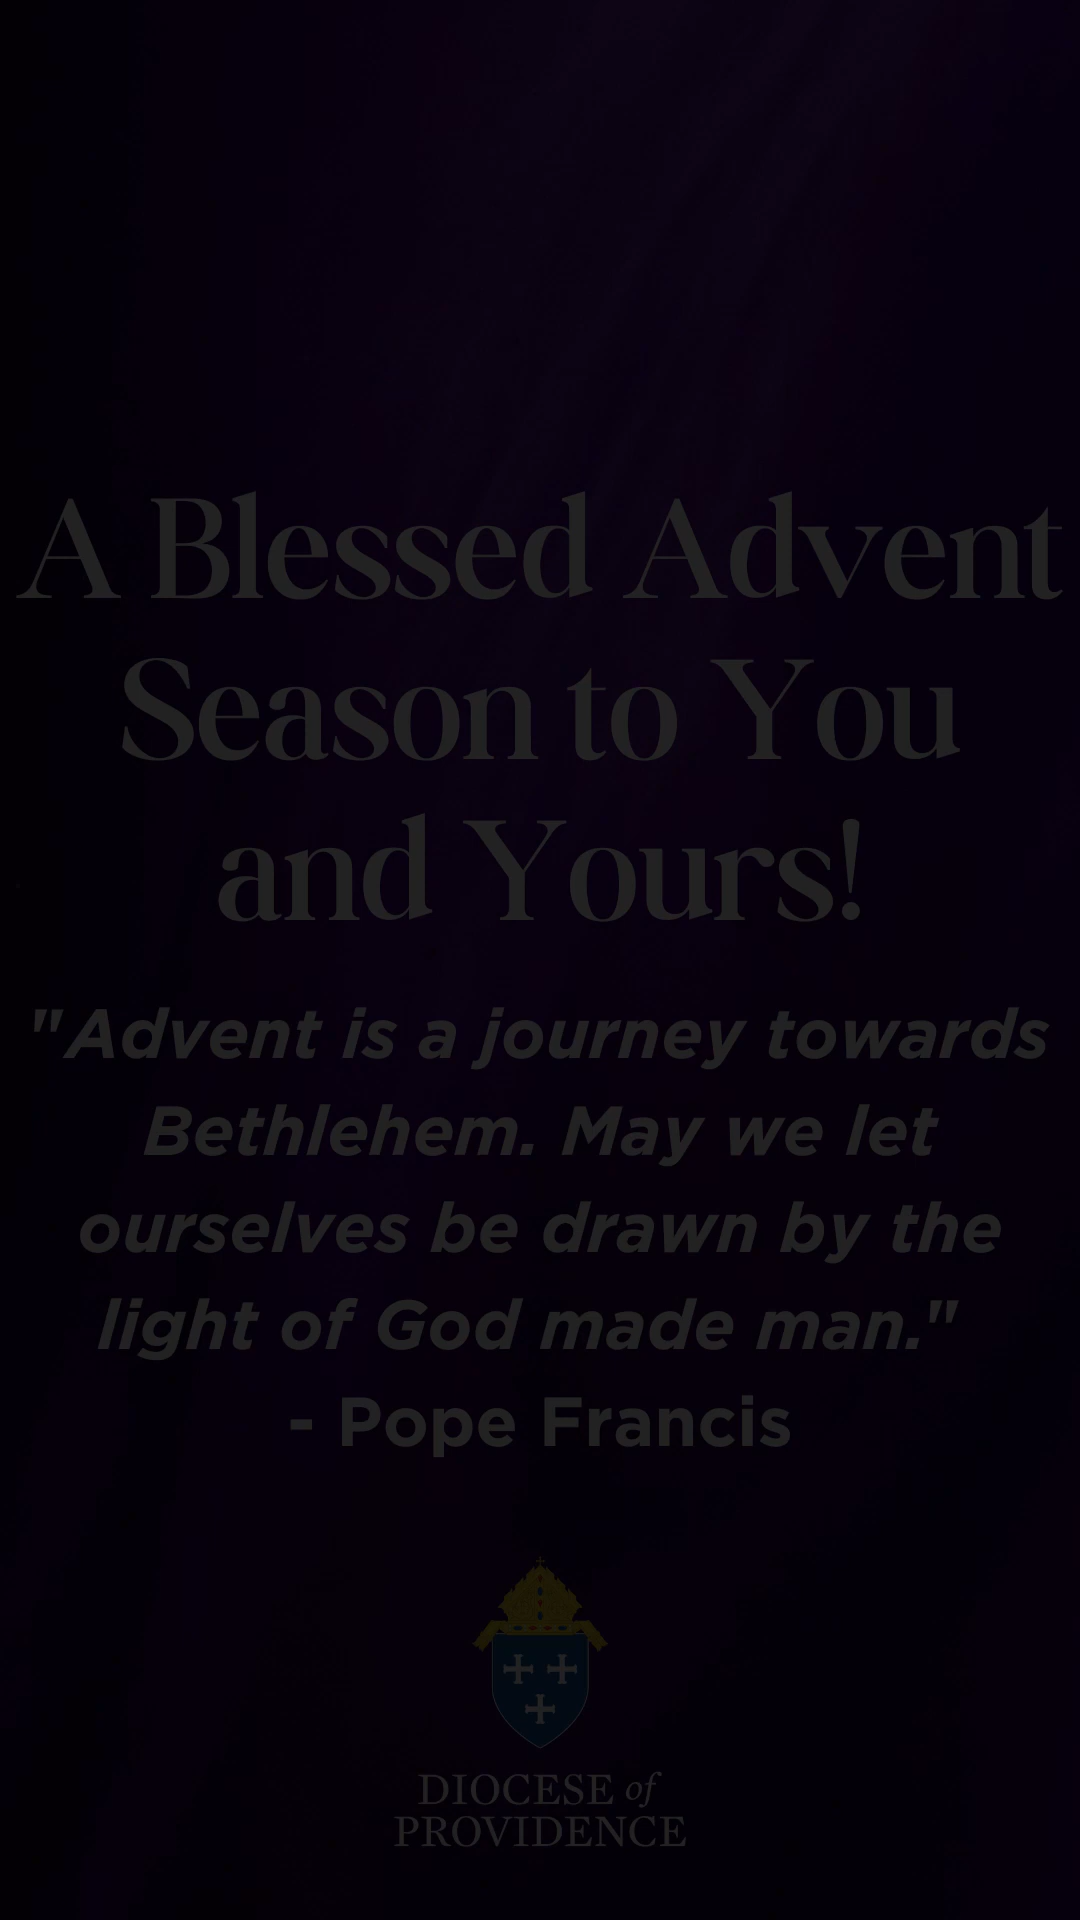 A Blessed Advent
Season to You
and Yours!
"Advent is a journey towards
Bethlehem. May we let
ourselves be drawn by the
light of God made man."
- Pope Francis
DIOCESE of
PROVIDENCE